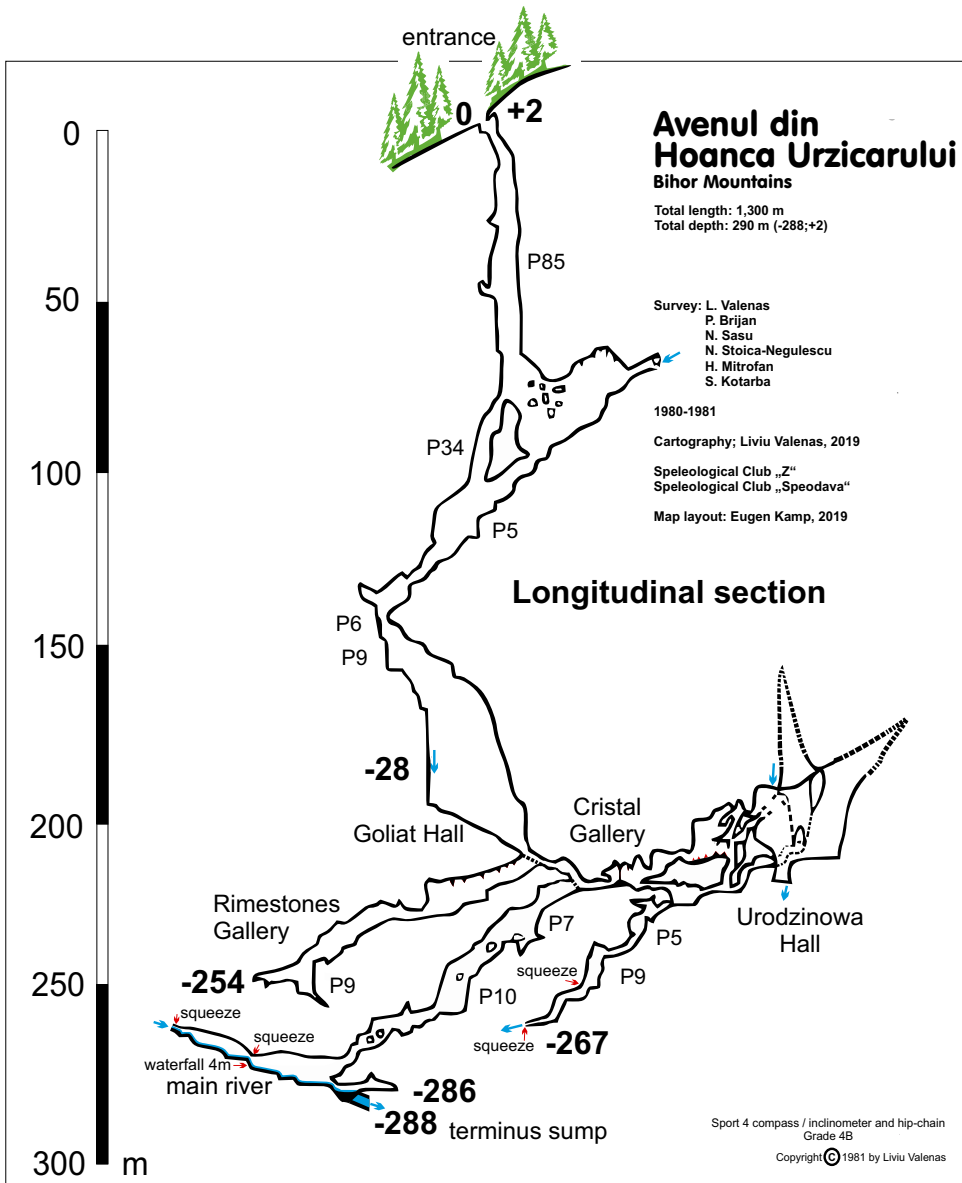 entrance
0 +2
Avenul din
Hoanca Urzicarului
Bihor Mountains
Total length: 1,300 m
Total depth: 290 m (-288;+2)
Survey: L. Valenas
P. Brijan
N. Sasu
N. Stoica-Negulescu
H. Mitrofan
S. Kotarba
1980-1981
Cartography; Liviu Valenas, 2019
Speleological Club „Z“
Speleological Club „Speodava“
Map layout: Eugen Kamp, 2019
Longitudinal section
0
50
100
150
200
250
300 m
P85
P34
P5
P6
P9
-28
Goliat Hall
Cristal
Gallery
Rimestones
Gallery
-254
P9
P7
P10
P5
P9
squeeze
squeeze
-267
Urodzinowa
Hall
squeeze
squeeze
waterfall 4m
main river
-286
-288 terminus sump
Sport 4 compass / inclinometer and hip-chain
Grade 4B
Copyright © 1981 by Liviu Valenas